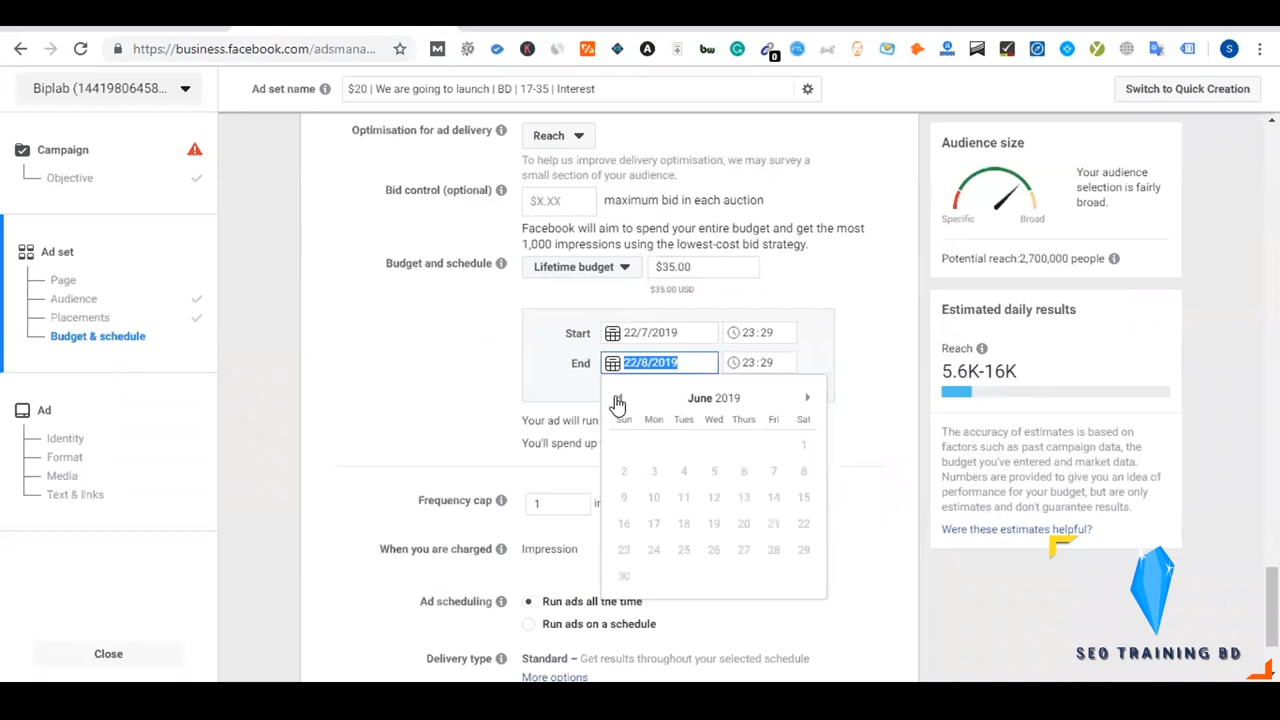 https://business.facebook.com/adsmana...
bw
FTL
0
S
Biplab (14419806458...
Ad set name
$20 | We are going to launch | BD | 17-35 | Interest
Switch to Quick Creation
Campaign
Objective
Ad set
Page
Audience
Placements
Budget & schedule
Ad
Identity
Format
Media
Text & links
Close
Optimisation for ad delivery
Reach
To help us improve delivery optimisation, we may survey a
small section of your audience.
Bid control (optional)
$X.XX
maximum bid in each auction
Facebook will aim to spend your entire budget and get the most
1,000 impressions using the lowest-cost bid strategy.
Budget and schedule
Lifetime budget
$35.00
$35.00 USD
Start
22/7/2019
23:29
End
22/8/2019
23:29
June 2019
Sun Mon Tues Wed Thurs Fri Sat
1
2 3 4 5 6 7 8
9 10 11 12 13 14 15
16 17 18 19 20 21 22
23 24 25 26 27 28 29
30
Your ad will run
You'll spend up
Frequency cap
1
When you are charged
Impression
Ad scheduling
Run ads all the time
Run ads on a schedule
Delivery type
Standard – Get results throughout your selected schedule
More options
Audience size
Specific
Broad
Your audience
selection is fairly
broad.
Potential reach:2,700,000 people
Estimated daily results
Reach
5.6K-16K
The accuracy of estimates is based on
factors such as past campaign data, the
budget you've entered and market data.
Numbers are provided to give you an idea of
performance for your budget, but are only
estimates and don't guarantee results.
Were these estimates helpful?
SEO TRAINING BD